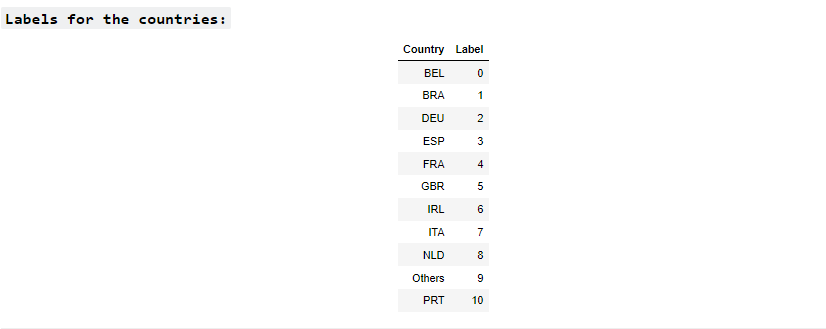 Labels for the countries:
Country Label
BEL 0
BRA 1
DEU 2
ESP 3
FRA 4
GBR 5
IRL 6
ITA 7
NLD 8
Others 9
PRT 10